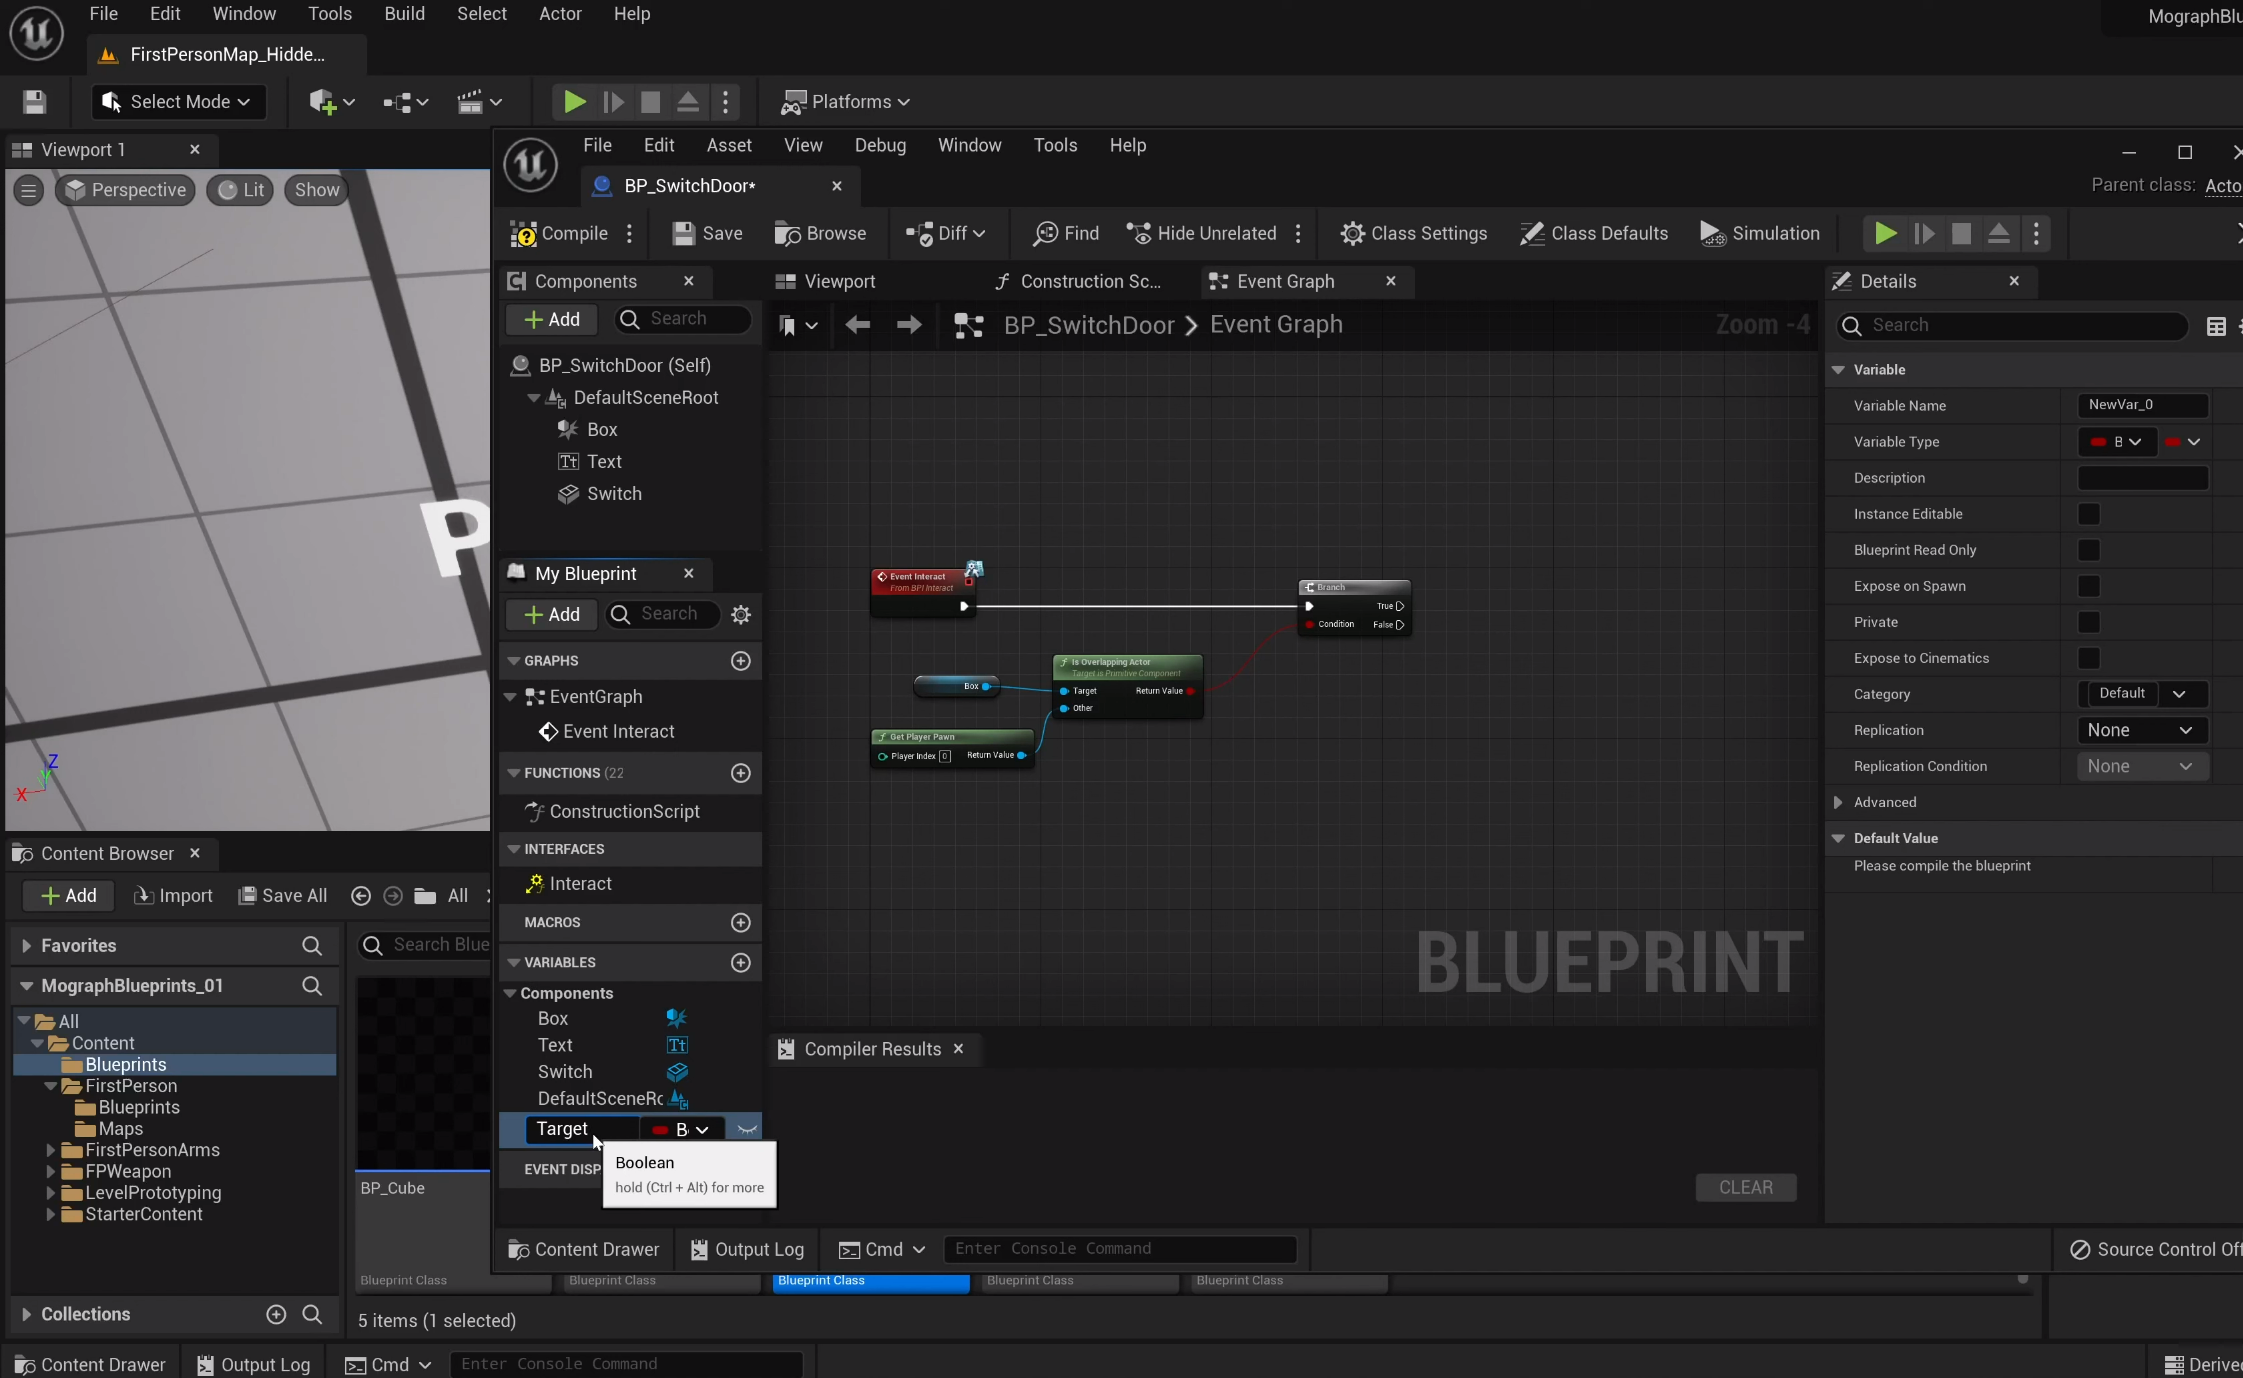 File Edit Window Tools Build Select Actor Help
MographBlu
FirstPersonMap_Hidde...
Select Mode
Platforms
Viewport 1
Perspective Lit Show
P
Z
Y
X
File Edit Asset View Debug Window Tools Help
BP_SwitchDoor*
Parent class: Acto
Compile Save Browse Diff Find Hide Unrelated Class Settings Class Defaults Simulation
Components
Add Search
BP_SwitchDoor (Self)
DefaultSceneRoot
Box
Text
Switch
My Blueprint
Add Search
GRAPHS
EventGraph
Event Interact
FUNCTIONS (22
ConstructionScript
INTERFACES
Interact
MACROS
VARIABLES
Components
Box
Text
Switch
DefaultSceneRo
Target B
EVENT DISP
Boolean
hold (Ctrl + Alt) for more
Viewport Construction Sc... Event Graph
BP_SwitchDoor > Event Graph
Zoom -4
Event Interact
From BPI Interact
Branch
True
Condition False
Is Overlapping Actor
Target is Primitive Component
Target Return Value
Other
Box
Get Player Pawn
Player Index 0 Return Value
BLUEPRINT
Compiler Results
CLEAR
Details
Search
Variable
Variable Name NewVar_0
Variable Type B
Description
Instance Editable
Blueprint Read Only
Expose on Spawn
Private
Expose to Cinematics
Category Default
Replication None
Replication Condition None
Advanced
Default Value
Please compile the blueprint
Content Drawer Output Log Cmd Enter Console Command
Source Control Off
Content Browser
Add Import Save All All
Favorites
Search Blue
MographBlueprints_01
All
Content
Blueprints
FirstPerson
Blueprints
Maps
FirstPersonArms
FPWeapon
LevelPrototyping
StarterContent
Collections
BP_Cube
Blueprint Class Blueprint Class Blueprint Class Blueprint Class Blueprint Class
5 items (1 selected)
Content Drawer Output Log Cmd Enter Console Command
Derived